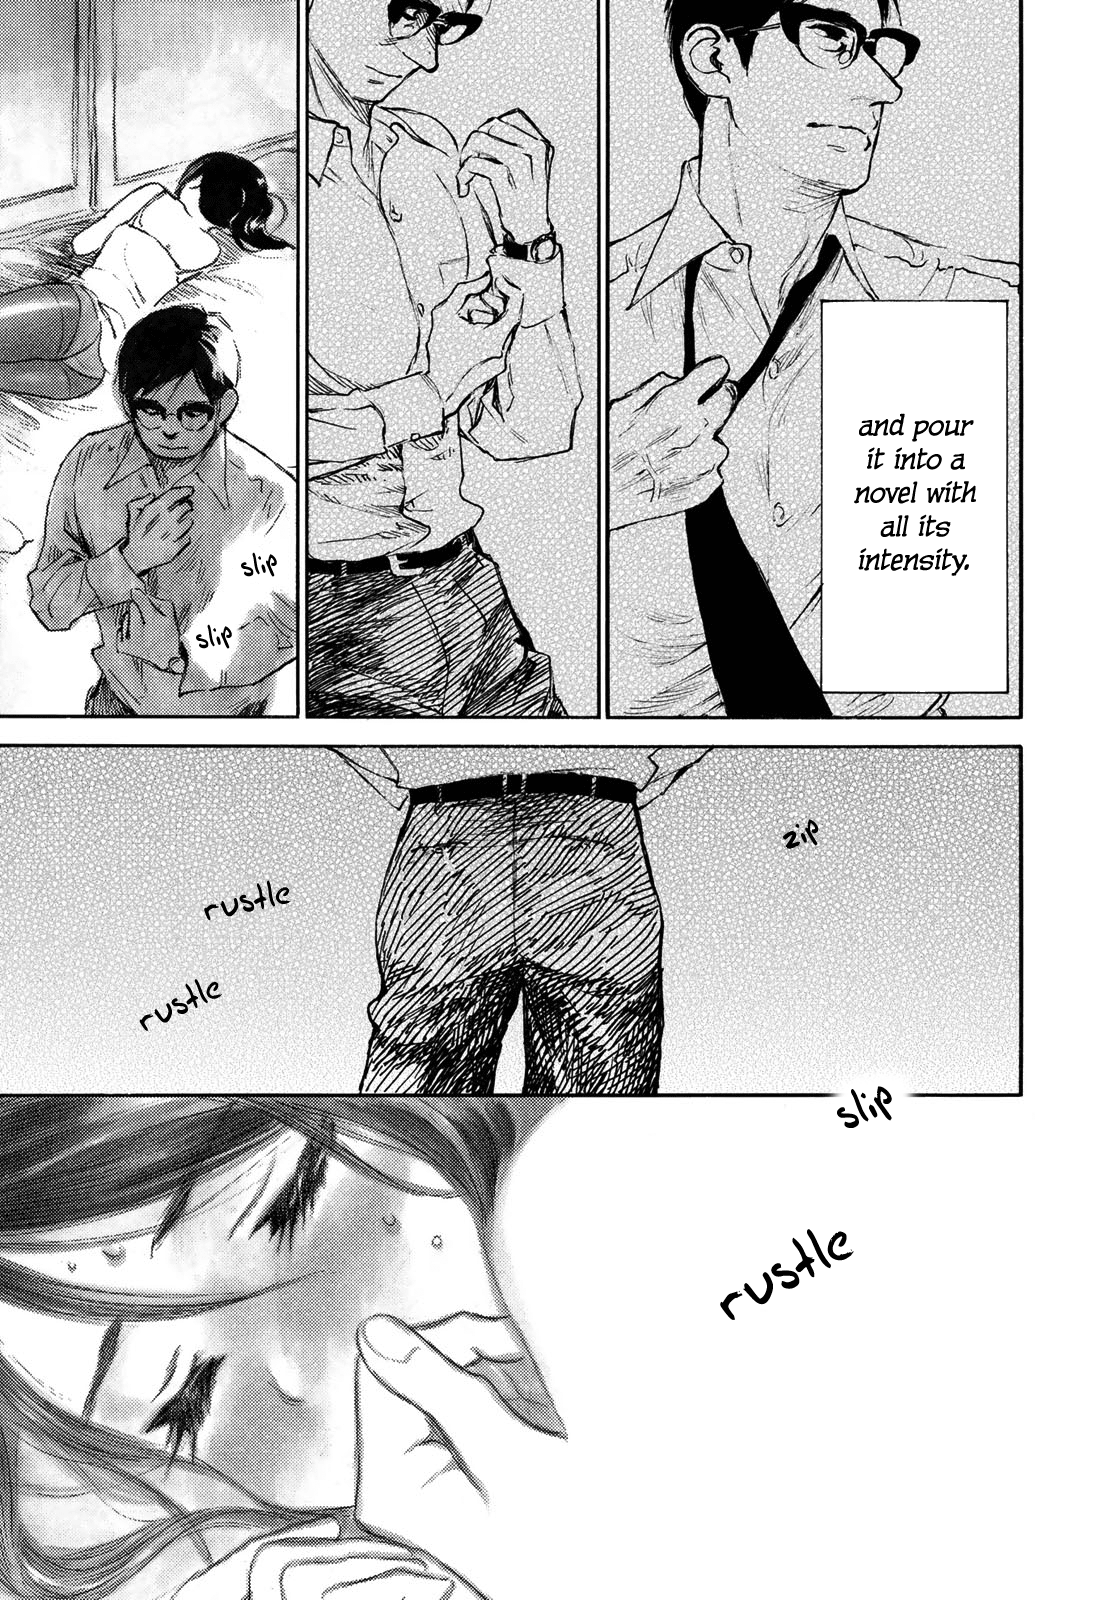 and pour
it into a
novel with
all its
intensity.
slip
slip
zip
rustle
rustle
slip
rustle